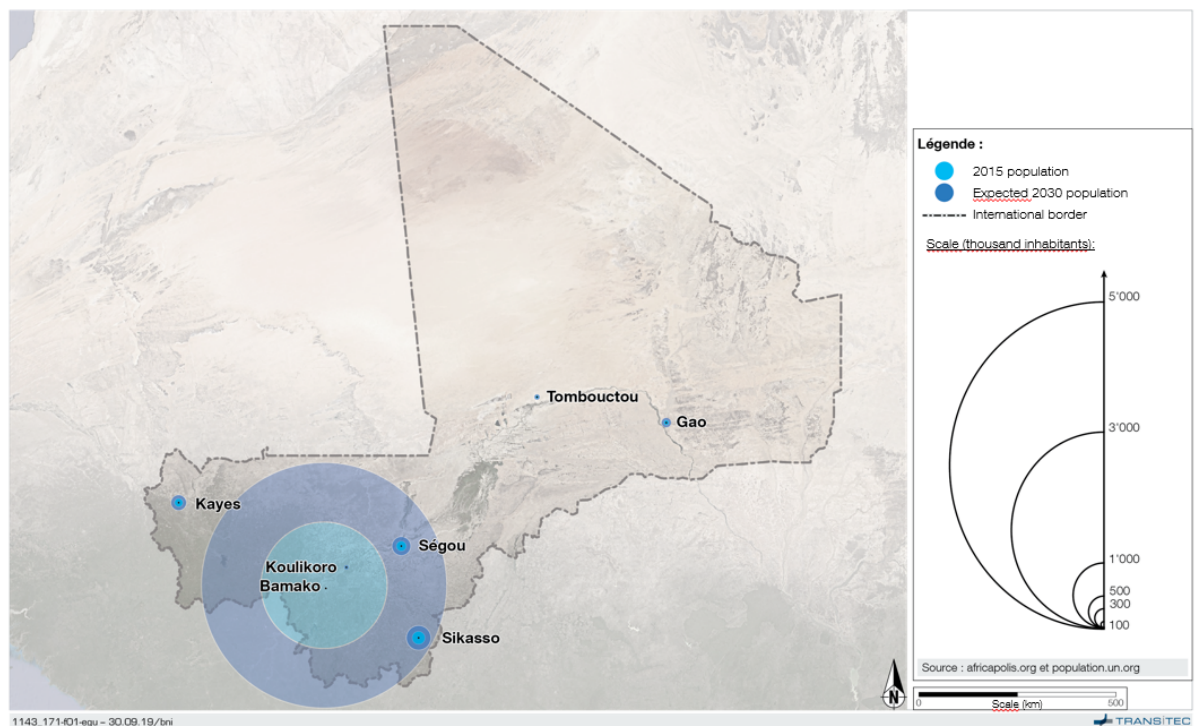 Tombouctou
Gao
Kayes
Ségou
Koulikoro
Bamako
Sikasso
Légende :
2015 population
Expected 2030 population
International border
Scale (thousand inhabitants):
5'000
3'000
1'000
500
300
100
Source : africapolis.org et population.un.org
N
0 Scale (km) 500
1143_171-f01-egu – 30.09.19/bni
TRANSITEC